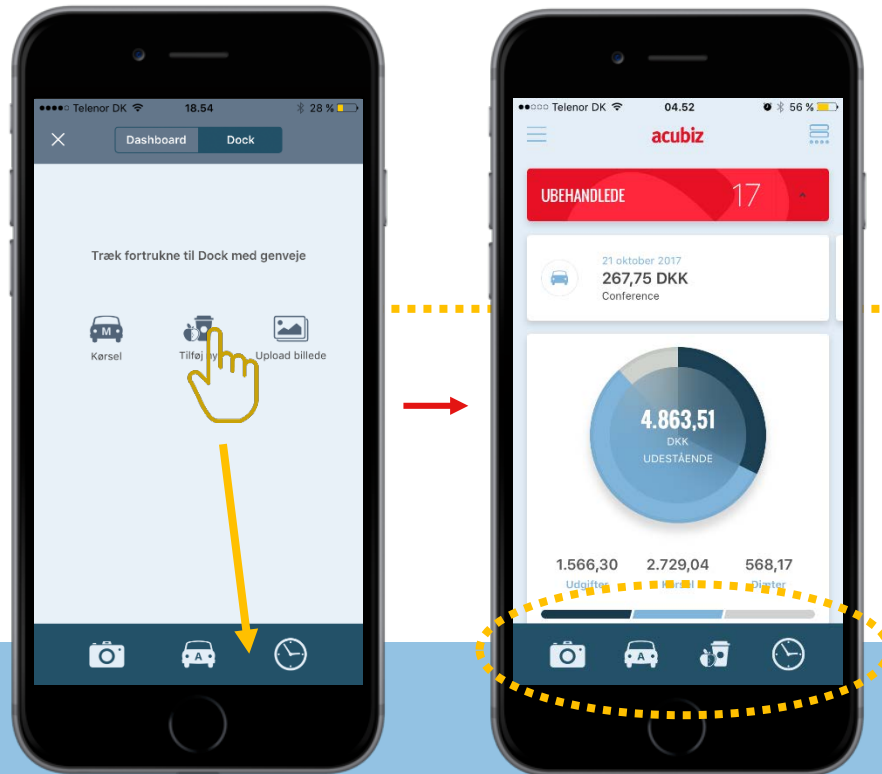 Telenor DK 18.54 28 %
Dashboard Dock
Træk fortrukne til Dock med genveje
M
Kørsel Tilføj Upload billede
A
Telenor DK 04.52 56 %
acubiz
UBEHANDLEDE 17
21 oktober 2017
267,75 DKK
Conference
4.863,51
DKK
UDESTÅENDE
1.566,30 2.729,04 568,17
Udgifter Kørsel Diæter
A